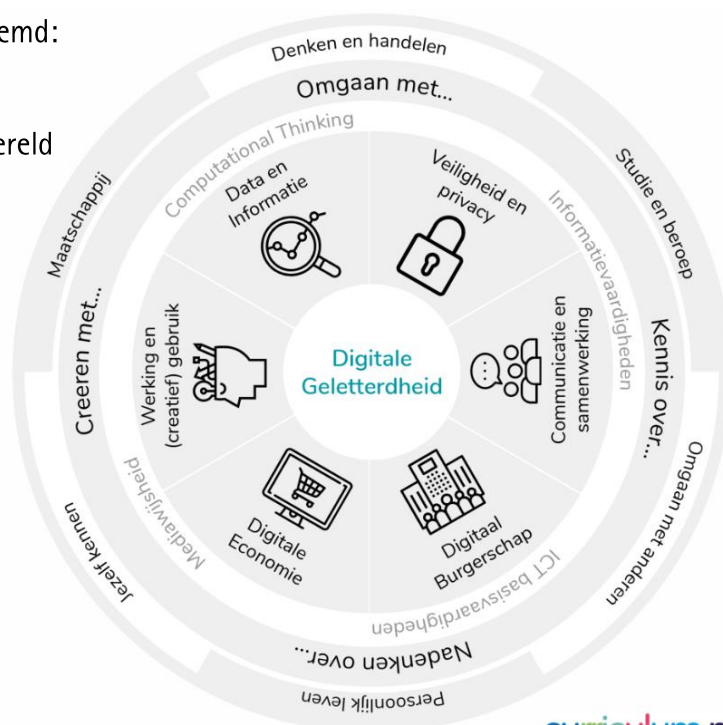 emd:
ereld
Denken en handelen
Studie en beroep
Omgaan met anderen
Persoonlijk leven
Jezelf kennen
Maatschappij
Omgaan met...
Kennis over...
Nadenken over...
Creeren met...
Computational Thinking
Informatievaardigheden
ICT basisvaardigheden
Mediawijsheid
Data en
Informatie
Veiligheid en
privacy
Communicatie en
samenwerking
Digitaal
Burgerschap
Digitale
Economie
Werking en
(creatief) gebruik
Digitale
Geletterdheid